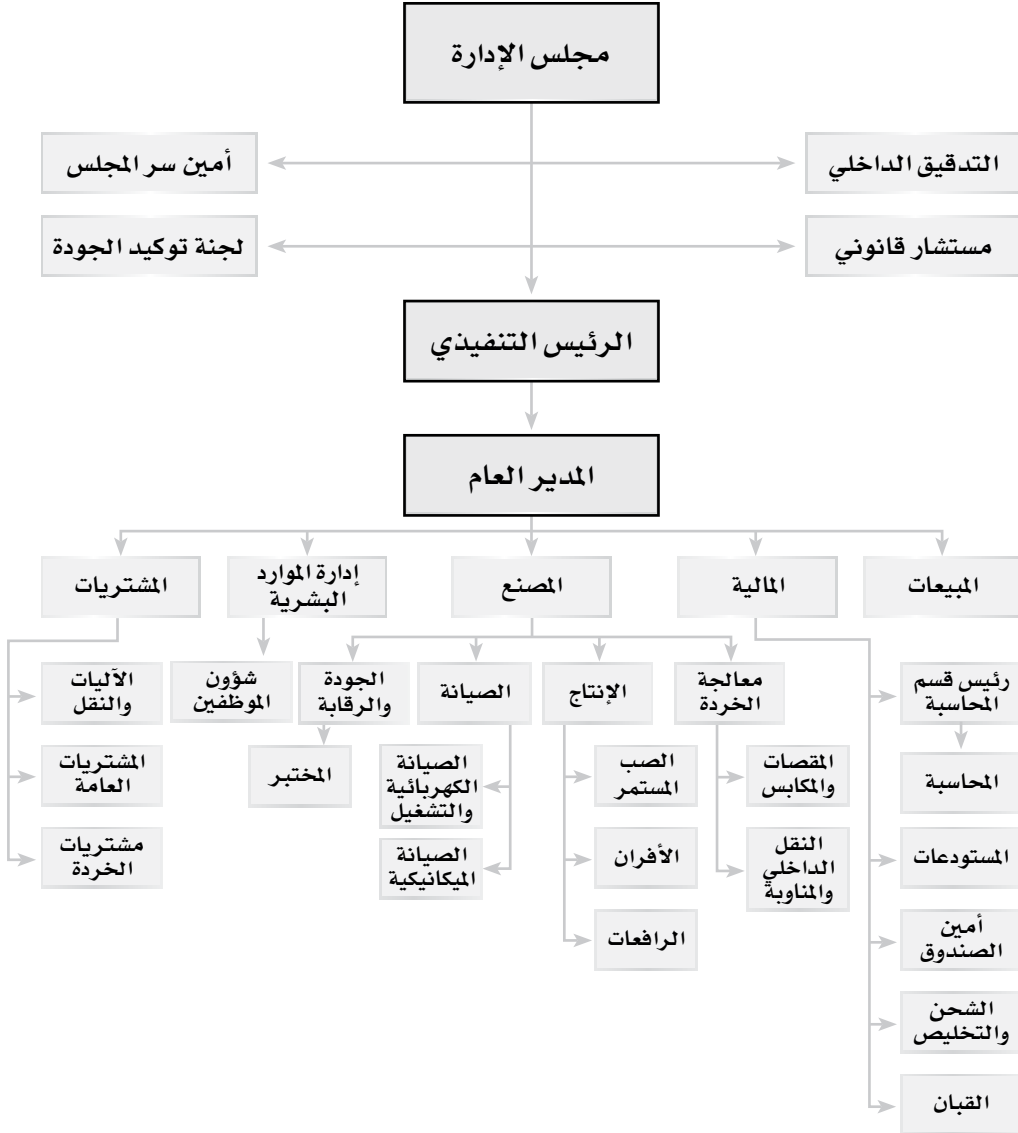 مجلس الإدارة
التدقيق الداخلي
أمين سر المجلس
مستشار قانوني
لجنة توكيد الجودة
الرئيس التنفيذي
المدير العام
المبيعات
المالية
المصنع
إدارة الموارد
البشرية
المشتريات
رئيس قسم
المحاسبة
معالجة
الخردة
الإنتاج
الصيانة
الجودة
والرقابة
شؤون
الموظفين
الآليات
والنقل
المحاسبة
المقصات
والمكابس
الصب
المستمر
الصيانة
الكهربائية
والتشغيل
المختبر
المشتريات
العامة
المستودعات
النقل
الداخلي
والمناوبة
الأفران
الصيانة
الميكانيكية
مشتريات
الخردة
أمين
الصندوق
الرافعات
الشحن
والتخليص
القبان